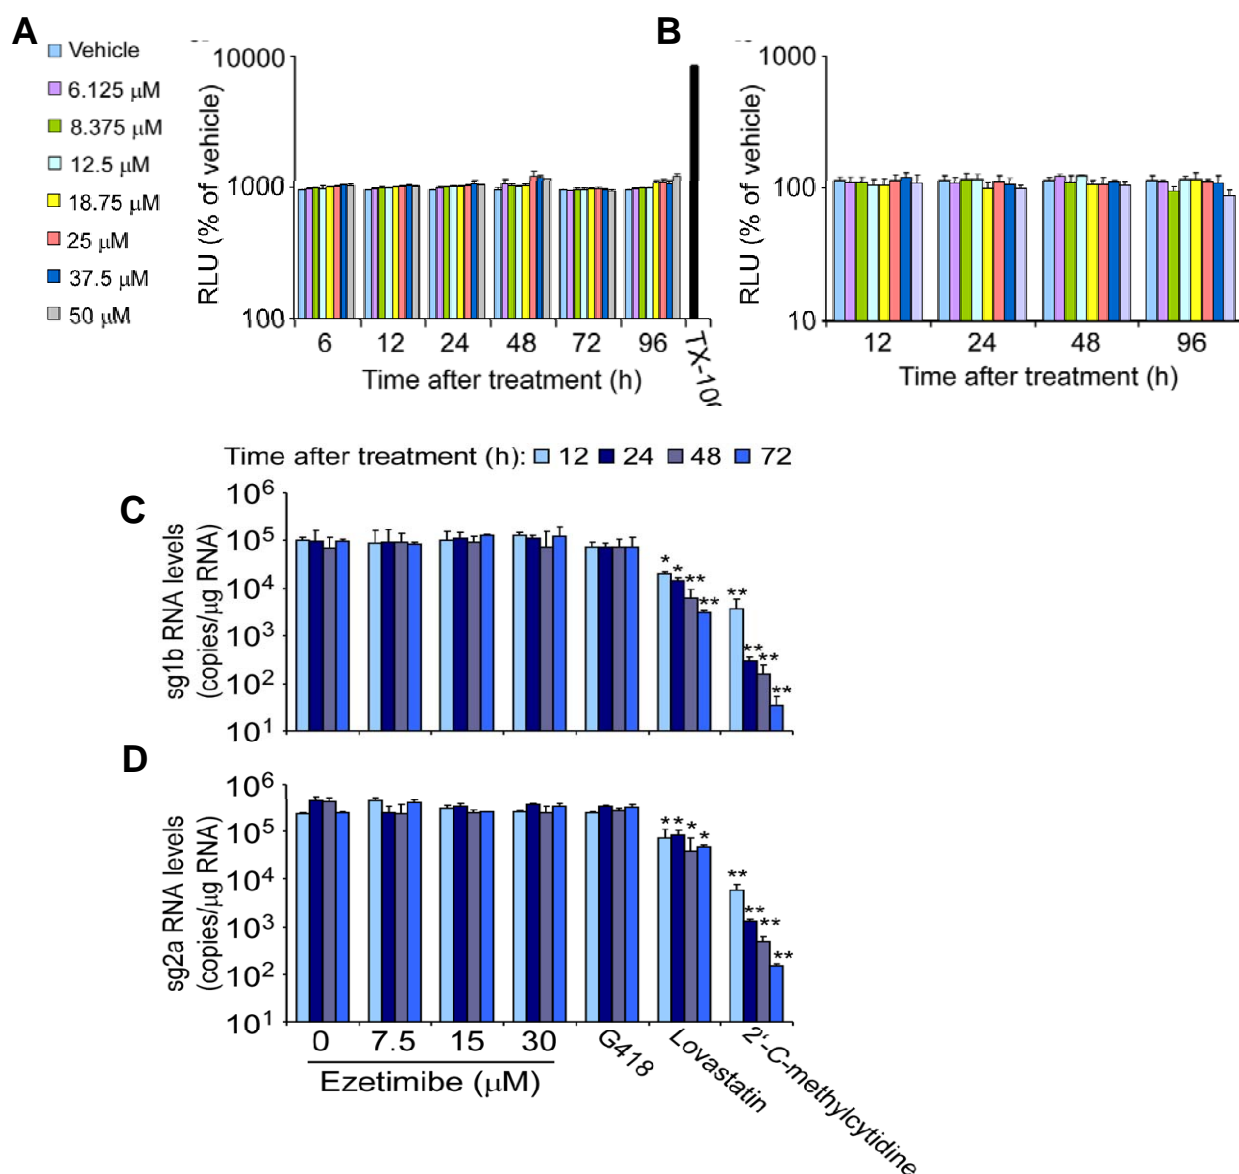 A
Vehicle
6.125 μM
8.375 μM
12.5 μM
18.75 μM
25 μM
37.5 μM
50 μM
RLU (% of vehicle)
10000
1000
100
6 12 24 48 72 96
Time after treatment (h)
B
RLU (% of vehicle)
1000
100
10
12 24 48 96
Time after treatment (h)
Time after treatment (h): 12 24 48 72
C
sg1b RNA levels
(copies/μg RNA)
10⁶
10⁵
10⁴
10³
10²
10¹
* * ** **
** ** ** **
D
sg2a RNA levels
(copies/μg RNA)
10⁶
10⁵
10⁴
10³
10²
10¹
* * * *
** ** ** **
0 7.5 15 30
Ezetimibe (μM)
G418
Lovastatin
2‘-C-methylcytidine